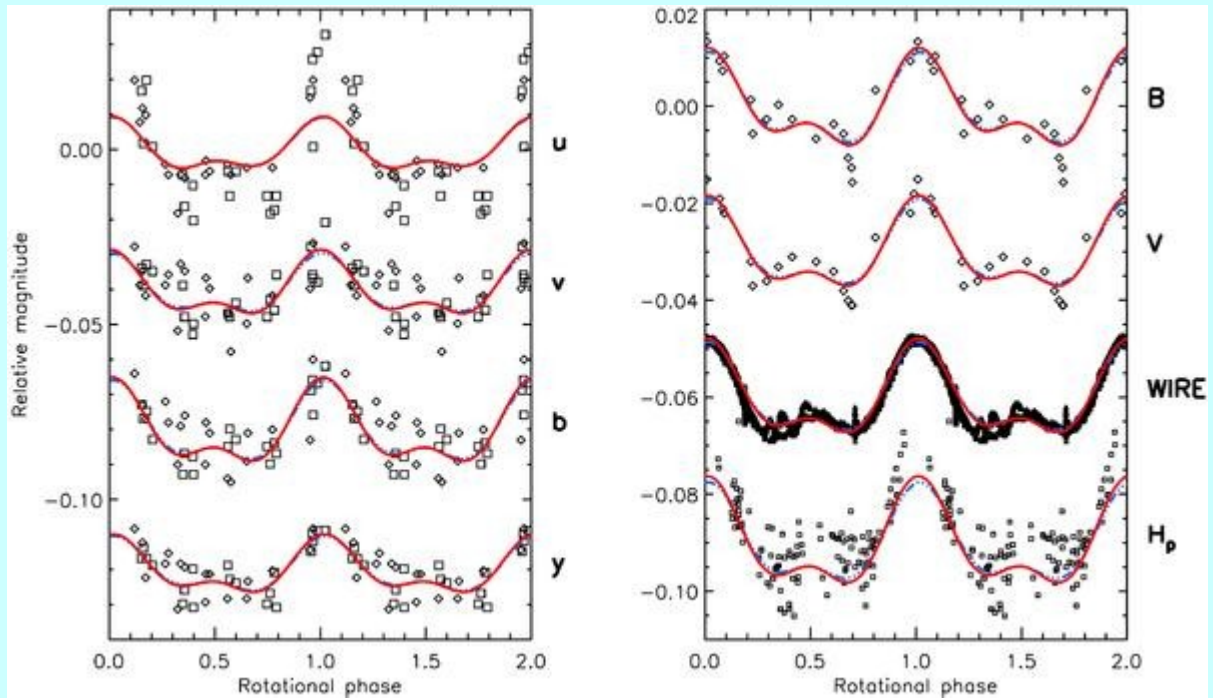 Relative magnitude
0.00
−0.05
−0.10
u
v
b
y
0.0 0.5 1.0 1.5 2.0
Rotational phase
0.02
0.00
−0.02
−0.04
−0.06
−0.08
−0.10
B
V
WIRE
Hp
0.0 0.5 1.0 1.5 2.0
Rotational phase